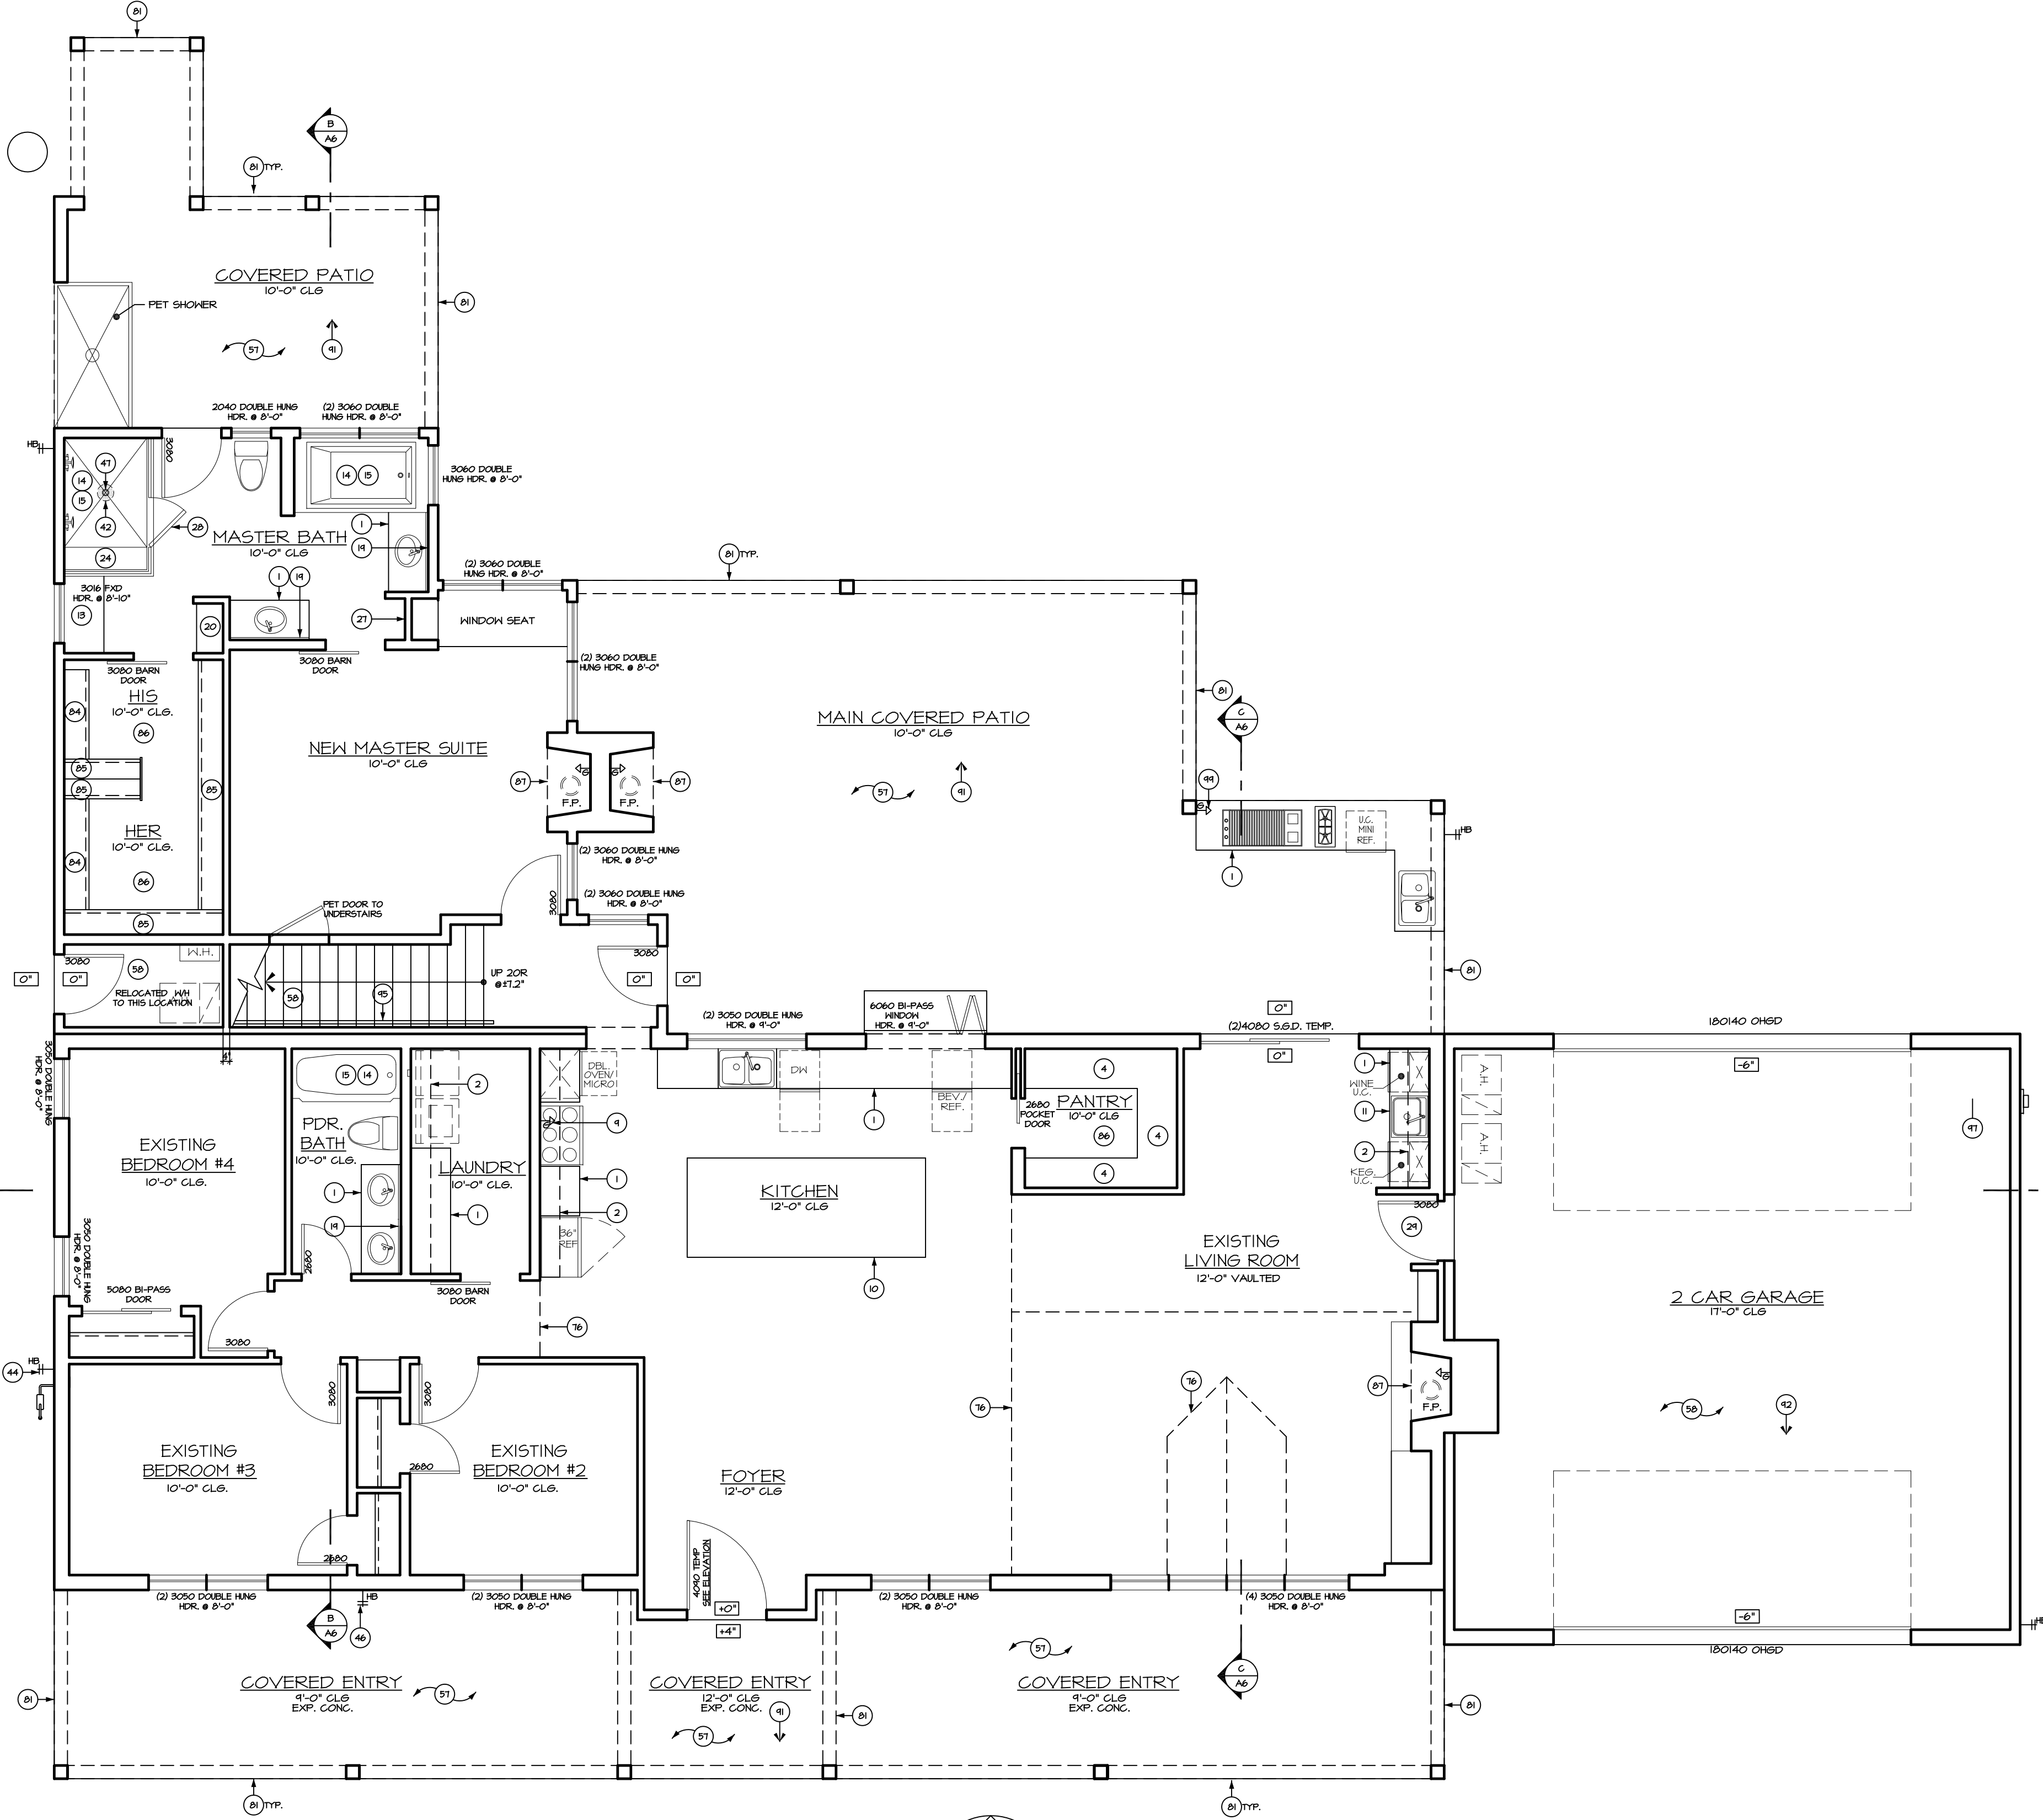 81
B
A6
81 TYP.
COVERED PATIO
10'-0" CLG
PET SHOWER
81
57
91
2040 DOUBLE HUNG
HDR. @ 8'-0"
(2) 3060 DOUBLE
HUNG HDR. @ 8'-0"
HB
3080
47
14
15
42
24
28
14
15
3060 DOUBLE
HUNG HDR. @ 8'-0"
MASTER BATH
10'-0" CLG
1
19
1
19
(2) 3060 DOUBLE
HUNG HDR. @ 8'-0"
81 TYP.
3016 FXD
HDR. @ 8'-10"
13
20
27
WINDOW SEAT
3080 BARN
DOOR
3080 BARN
DOOR
(2) 3060 DOUBLE
HUNG HDR. @ 8'-0"
HIS
10'-0" CLG.
84
86
85
85
85
HER
10'-0" CLG.
84
86
85
NEW MASTER SUITE
10'-0" CLG
87
G
F.P.
G
F.P.
87
MAIN COVERED PATIO
10'-0" CLG
57
91
81
C
A6
99
G
U.C.
MINI
REF.
HB
1
(2) 3060 DOUBLE HUNG
HDR. @ 8'-0"
(2) 3060 DOUBLE HUNG
HDR. @ 8'-0"
3080
PET DOOR TO
UNDERSTAIRS
W.H.
3080
58
0"
0"
RELOCATED W/H
TO THIS LOCATION
58
95
UP 20R
@±7.2"
3080
0"
0"
81
(2) 3050 DOUBLE HUNG
HDR. @ 9'-0"
6060 BI-PASS
WINDOW
HDR. @ 9'-0"
0"
(2)4080 S.G.D. TEMP.
0"
180140 OHGD
-6"
3050 DOUBLE HUNG
HDR. @ 8'-0"
4"
EXISTING
BEDROOM #4
10'-0" CLG.
3050 DOUBLE HUNG
HDR. @ 8'-0"
5080 BI-PASS
DOOR
3080
15
14
PDR.
BATH
10'-0" CLG.
1
19
2680
2
LAUNDRY
10'-0" CLG.
1
3080 BARN
DOOR
DBL.
OVEN/
MICRO
G
9
1
2
36"
REF
76
DW
BEV./
REF.
1
KITCHEN
12'-0" CLG
10
2680
POCKET
DOOR
4
PANTRY
10'-0" CLG
86
4
4
1
WINE
U.C.
11
2
KEG.
U.C.
A.H.
A.H.
97
3080
29
EXISTING
LIVING ROOM
12'-0" VAULTED
2 CAR GARAGE
17'-0" CLG
58
92
HB
44
3080
3080
EXISTING
BEDROOM #3
10'-0" CLG.
2680
2680
EXISTING
BEDROOM #2
10'-0" CLG.
FOYER
12'-0" CLG
76
76
87
G
F.P.
4090 TEMP
SEE ELEVATION
+0"
+4"
(2) 3050 DOUBLE HUNG
HDR. @ 8'-0"
HB
B
A6
46
(2) 3050 DOUBLE HUNG
HDR. @ 8'-0"
(2) 3050 DOUBLE HUNG
HDR. @ 8'-0"
(4) 3050 DOUBLE HUNG
HDR. @ 8'-0"
-6"
180140 OHGD
HB
81
COVERED ENTRY
9'-0" CLG
EXP. CONC.
57
COVERED ENTRY
12'-0" CLG
EXP. CONC.
91
57
81
57
COVERED ENTRY
9'-0" CLG
EXP. CONC.
C
A6
81
81 TYP.
81 TYP.